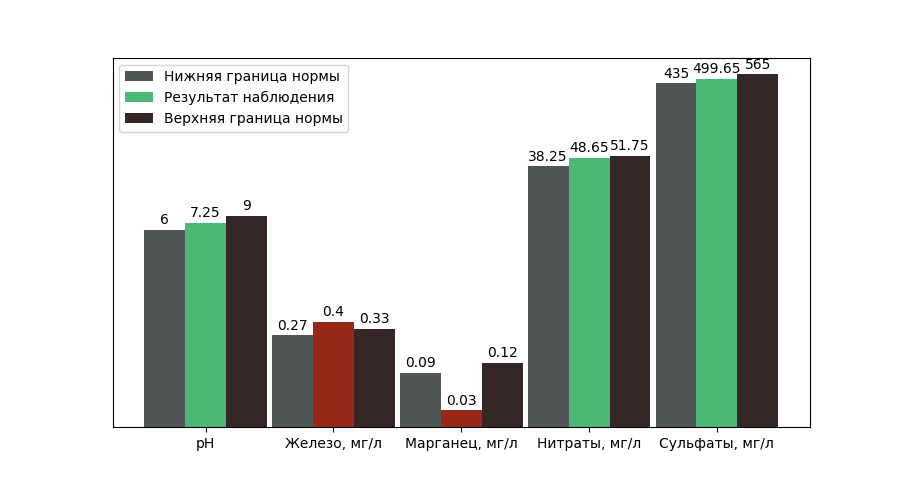 Нижняя граница нормы
Результат наблюдения
Верхняя граница нормы
6
7.25
9
0.27
0.4
0.33
0.09
0.03
0.12
38.25
48.65
51.75
435
499.65
565
pH
Железо, мг/л
Марганец, мг/л
Нитраты, мг/л
Сульфаты, мг/л